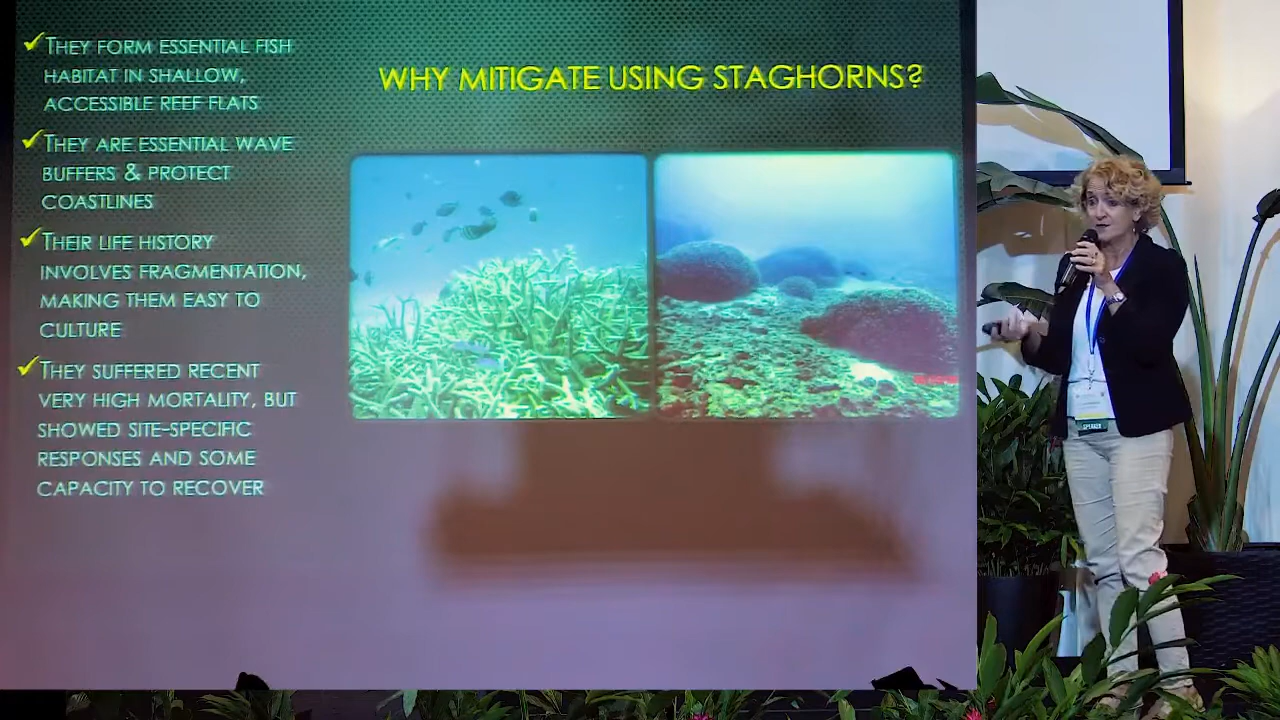 WHY MITIGATE USING STAGHORNS?
✓THEY FORM ESSENTIAL FISH
HABITAT IN SHALLOW,
ACCESSIBLE REEF FLATS
✓THEY ARE ESSENTIAL WAVE
BUFFERS & PROTECT
COASTLINES
✓THEIR LIFE HISTORY
INVOLVES FRAGMENTATION,
MAKING THEM EASY TO
CULTURE
✓THEY SUFFERED RECENT
VERY HIGH MORTALITY, BUT
SHOWED SITE-SPECIFIC
RESPONSES AND SOME
CAPACITY TO RECOVER
SPEAKER